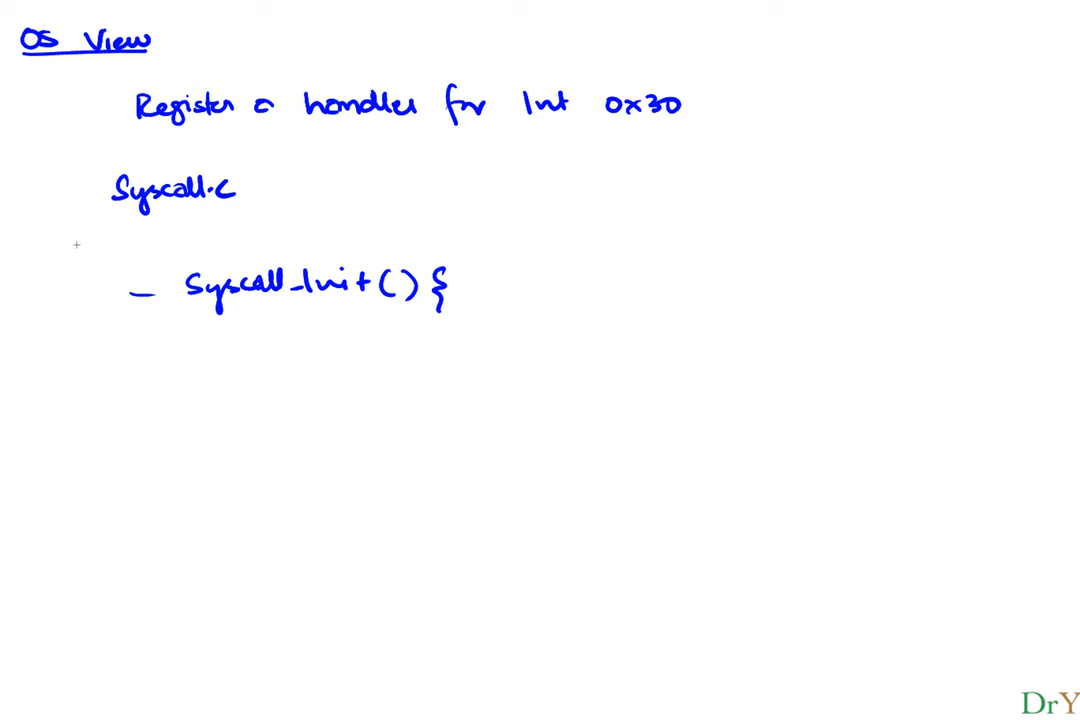 OS View
Register a handler for Int 0x30
Syscall.c
– Syscall_Init() {
DrY